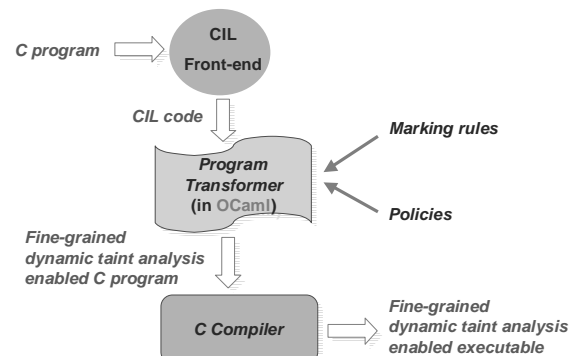 CIL
Front-end
C program
CIL code
Marking rules
Program
Transformer
(in OCaml)
Policies
Fine-grained
dynamic taint analysis
enabled C program
C Compiler
Fine-grained
dynamic taint analysis
enabled executable